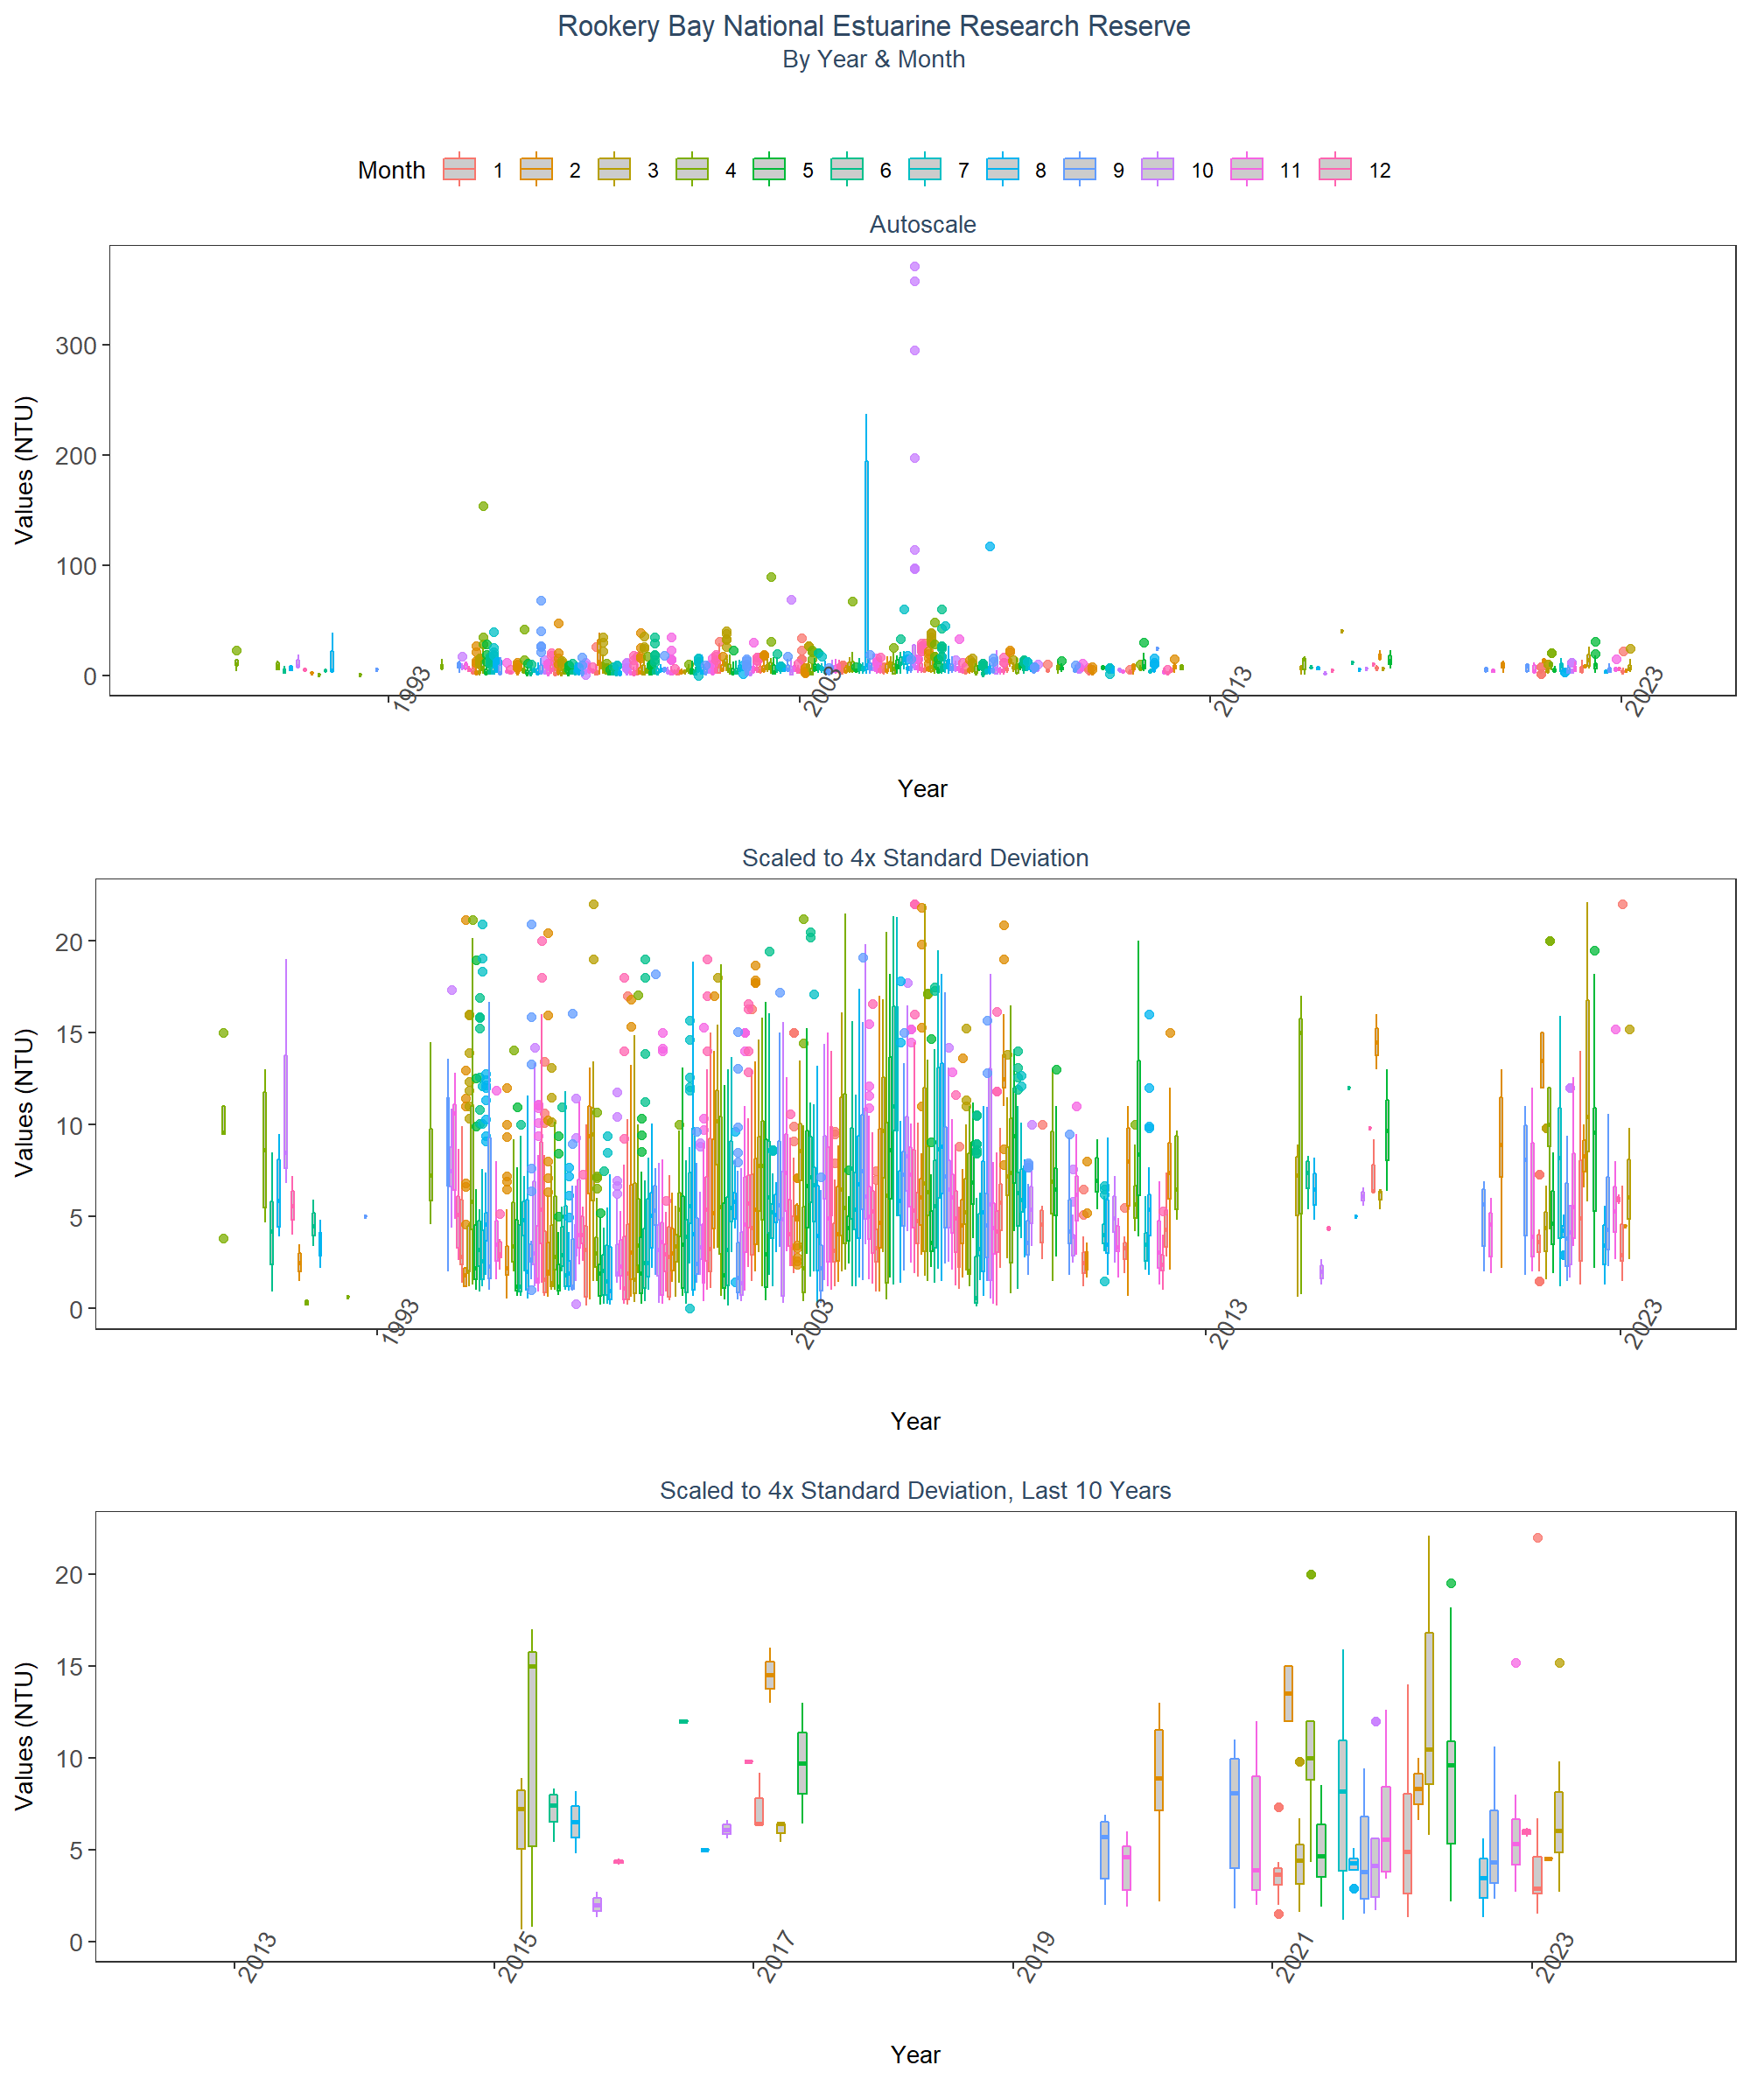 Rookery Bay National Estuarine Research Reserve
By Year & Month
Month 1 2 3 4 5 6 7 8 9 10 11 12
Autoscale
Values (NTU)
300
200
100
0
1993 2003 2013 2023
Year
Scaled to 4x Standard Deviation
Values (NTU)
20
15
10
5
0
1993 2003 2013 2023
Year
Scaled to 4x Standard Deviation, Last 10 Years
Values (NTU)
20
15
10
5
0
2013 2015 2017 2019 2021 2023
Year